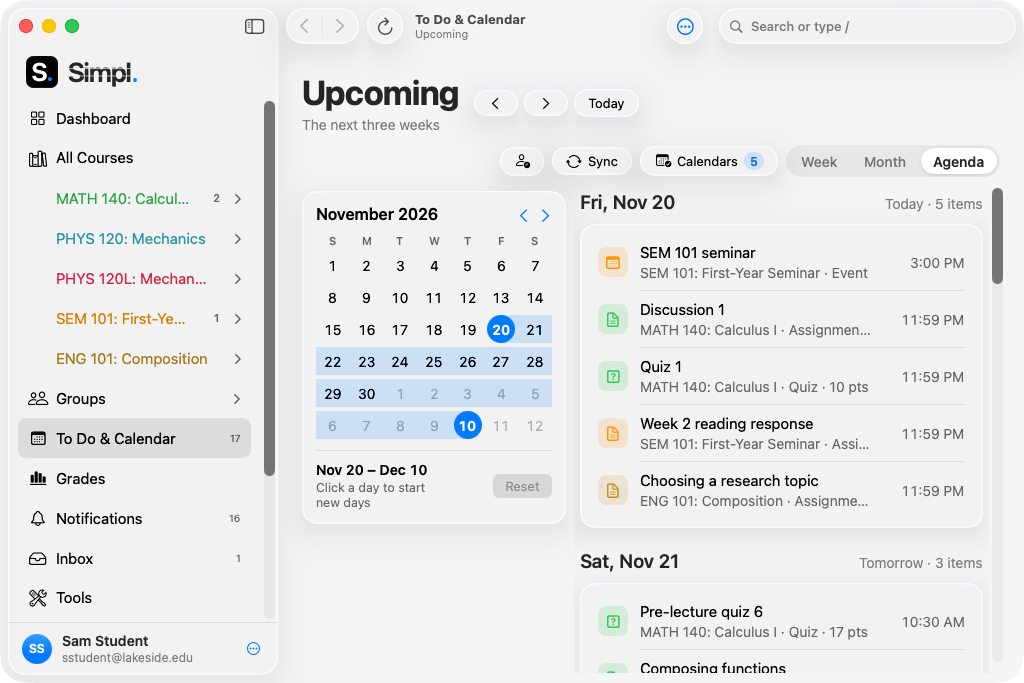 To Do & Calendar
Upcoming
Search or type /
S. Simpl.
Dashboard
All Courses
MATH 140: Calcul... 2
PHYS 120: Mechanics
PHYS 120L: Mechan...
SEM 101: First-Ye... 1
ENG 101: Composition
Groups
To Do & Calendar 17
Grades
Notifications 16
Inbox 1
Tools
SS
Sam Student
sstudent@lakeside.edu
Upcoming
The next three weeks
Today
Sync
Calendars 5
Week Month Agenda
November 2026
S M T W T F S
1 2 3 4 5 6 7
8 9 10 11 12 13 14
15 16 17 18 19 20 21
22 23 24 25 26 27 28
29 30 1 2 3 4 5
6 7 8 9 10 11 12
Nov 20 – Dec 10
Click a day to start
new days
Reset
Fri, Nov 20 Today · 5 items
SEM 101 seminar
SEM 101: First-Year Seminar · Event
3:00 PM
Discussion 1
MATH 140: Calculus I · Assignmen...
11:59 PM
Quiz 1
MATH 140: Calculus I · Quiz · 10 pts
11:59 PM
Week 2 reading response
SEM 101: First-Year Seminar · Assi...
11:59 PM
Choosing a research topic
ENG 101: Composition · Assignme...
11:59 PM
Sat, Nov 21 Tomorrow · 3 items
Pre-lecture quiz 6
MATH 140: Calculus I · Quiz · 17 pts
10:30 AM
Composing functions